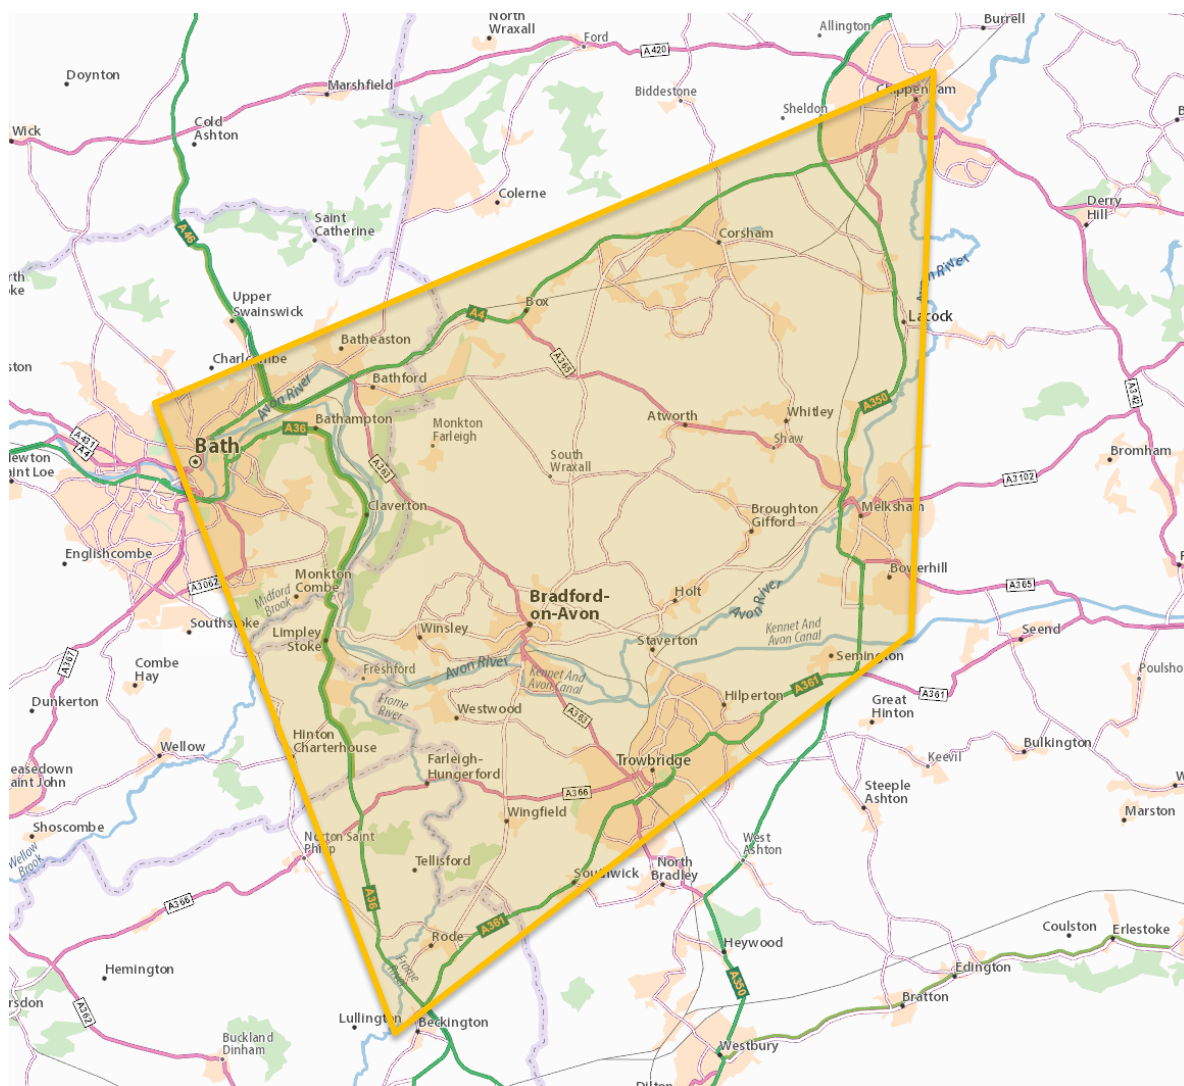 North
Wraxall
Allington
Burrell
Ford
A420
Doynton
Marshfield
Biddestone
Chippenham
Sheldon
Wick
Cold
Ashton
Colerne
Derry
Hill
Saint
Catherine
A46
Corsham
Avon River
Upper
Swainswick
Box
A4
Lacock
Batheaston
Charlcombe
A365
Bathford
A342
Avon River
A350
Bathampton
A36
Monkton
Farleigh
Atworth
Whitley
Shaw
A431
A4
Bath
South
Wraxall
Bromham
A363
A3102
Claverton
Broughton
Gifford
Melksham
Englishcombe
Monkton
Combe
A3062
Midford
Brook
Bowerhill
A365
Bradford-
on-Avon
Holt
Avon River
Southstoke
Limpley
Stoke
Winsley
Staverton
Kennet And
Avon Canal
Seend
A367
Combe
Hay
Freshford
Avon River
Kennet And
Avon Canal
Semington
Poulsho
Dunkerton
Frome
River
Westwood
A363
Hilperton
A361
A361
Great
Hinton
Wellow
Hinton
Charterhouse
Bulkington
Keevil
Trowbridge
Farleigh-
Hungerford
A366
Steeple
Ashton
Wingfield
Marston
Shoscombe
Norton Saint
Philip
West
Ashton
Wellow
Brook
Tellisford
Southwick
North
Bradley
A366
A36
A361
Rode
Heywood
Coulston
Erlestoke
Hemington
Frome
River
A350
Edington
Bratton
A362
Lullington
Beckington
Buckland
Dinham
Westbury